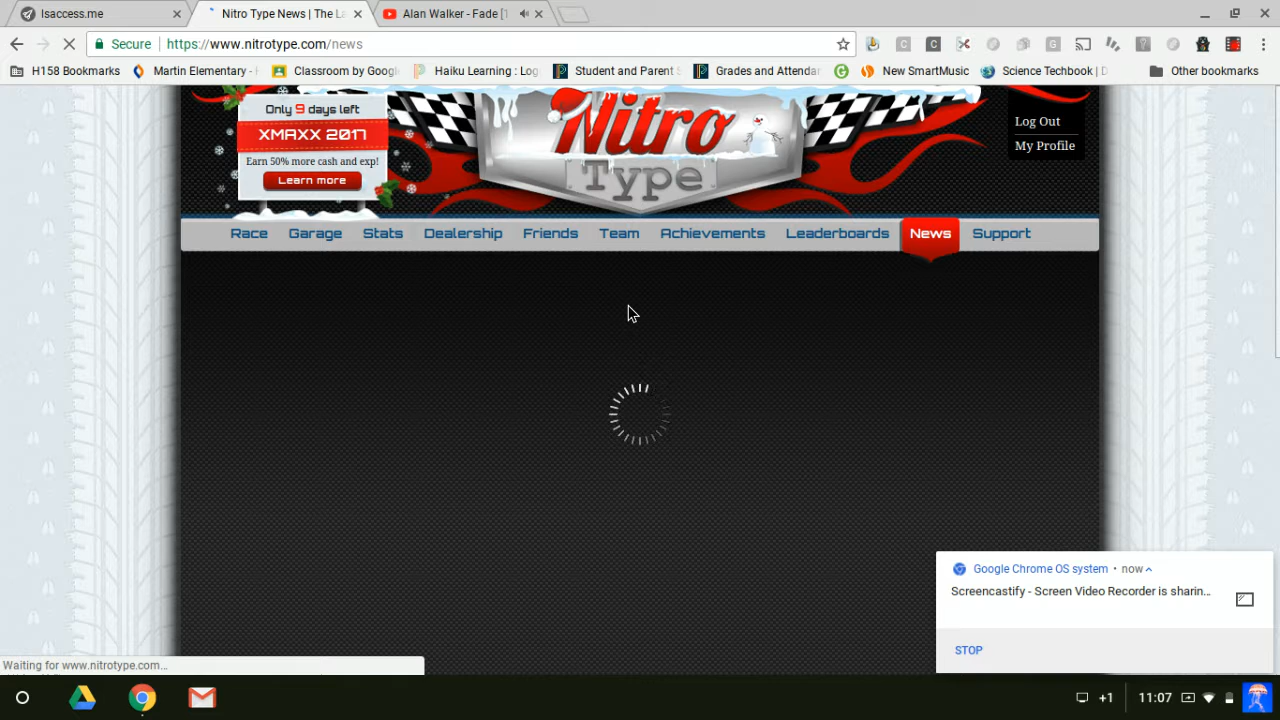 Isaccess.me
Nitro Type News | The La
Alan Walker - Fade [
Secure https://www.nitrotype.com/news
H158 Bookmarks Martin Elementary - Classroom by Goog Haiku Learning : Log Student and Parent Grades and Attendan New SmartMusic Science Techbook | D Other bookmarks
Only 9 days left
XMAXX 2017
Earn 50% more cash and exp!
Learn more
Nitro
Type
Log Out
My Profile
Race Garage Stats Dealership Friends Team Achievements Leaderboards News Support
Google Chrome OS system • now
Screencastify - Screen Video Recorder is sharin...
STOP
Waiting for www.nitrotype.com...
+1 11:07